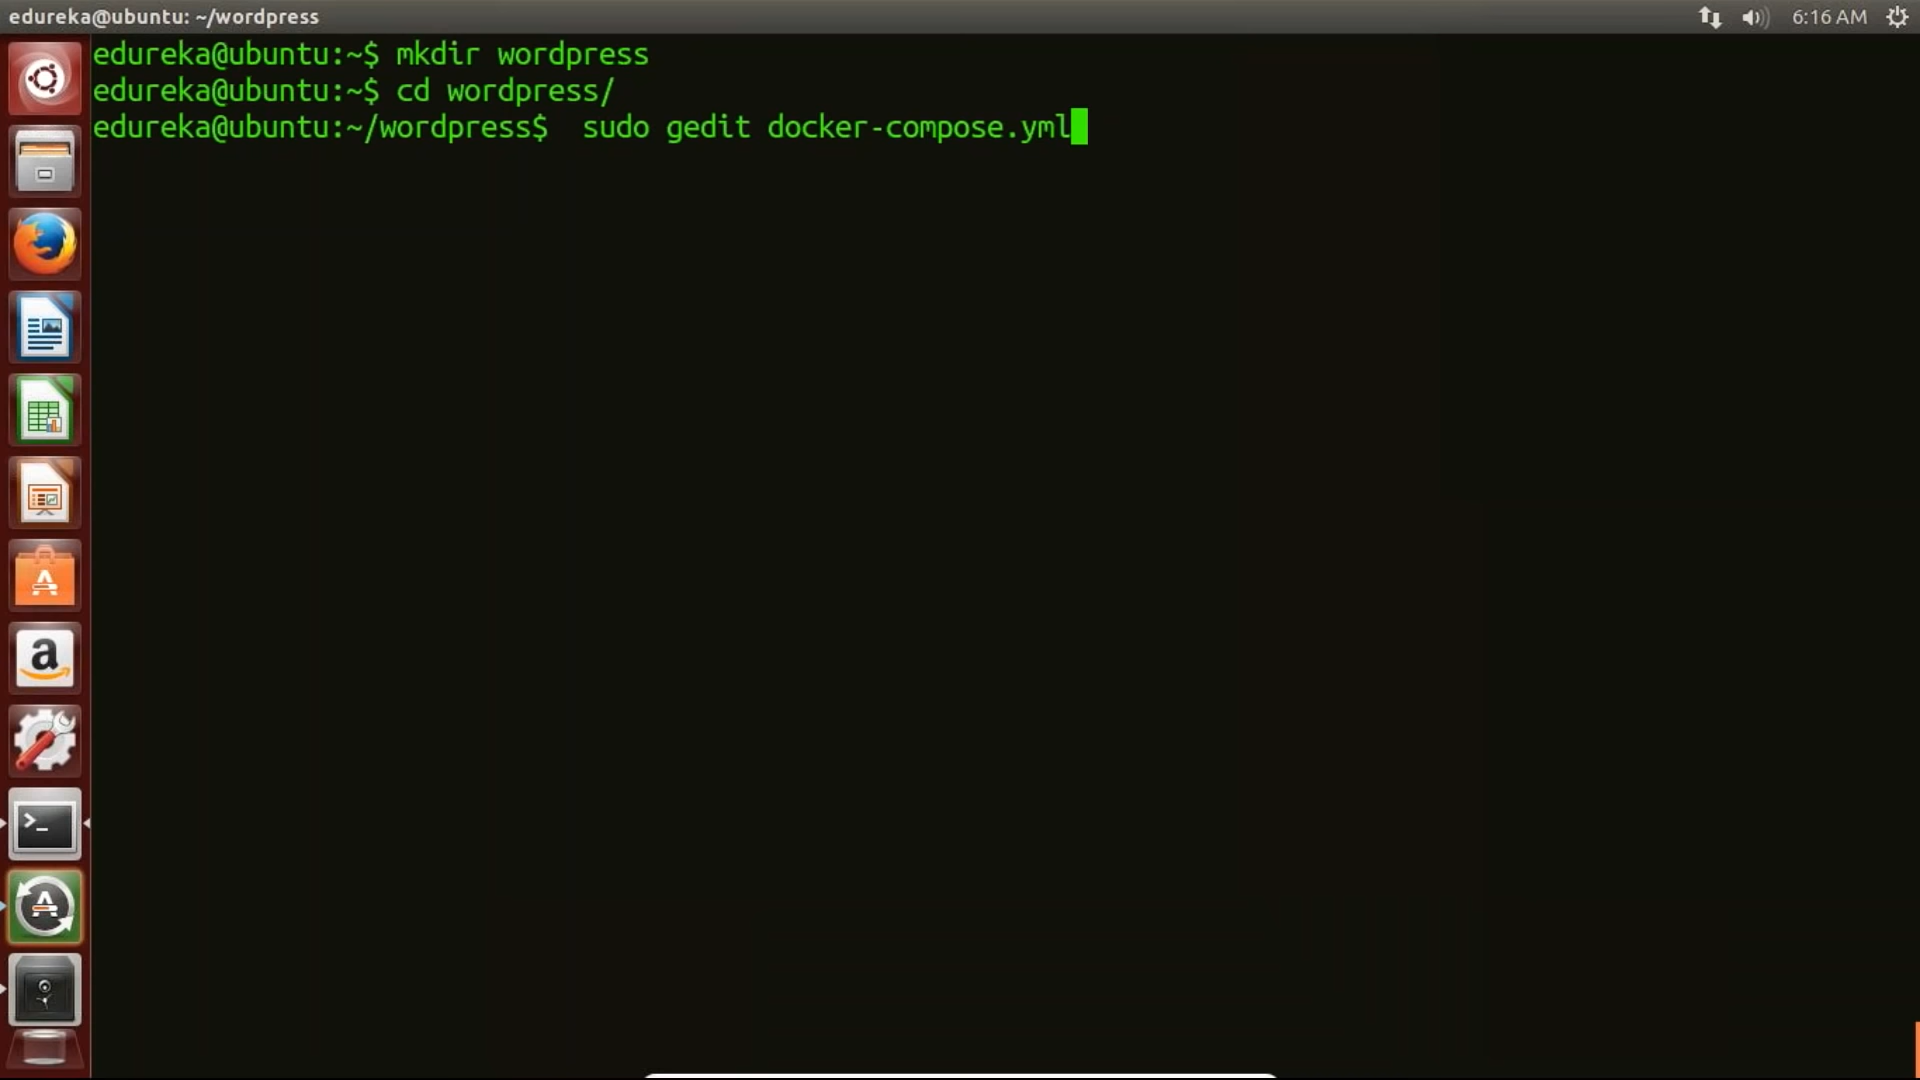 edureka@ubuntu: ~/wordpress
6:16 AM
edureka@ubuntu:~$ mkdir wordpress
edureka@ubuntu:~$ cd wordpress/
edureka@ubuntu:~/wordpress$  sudo gedit docker-compose.yml